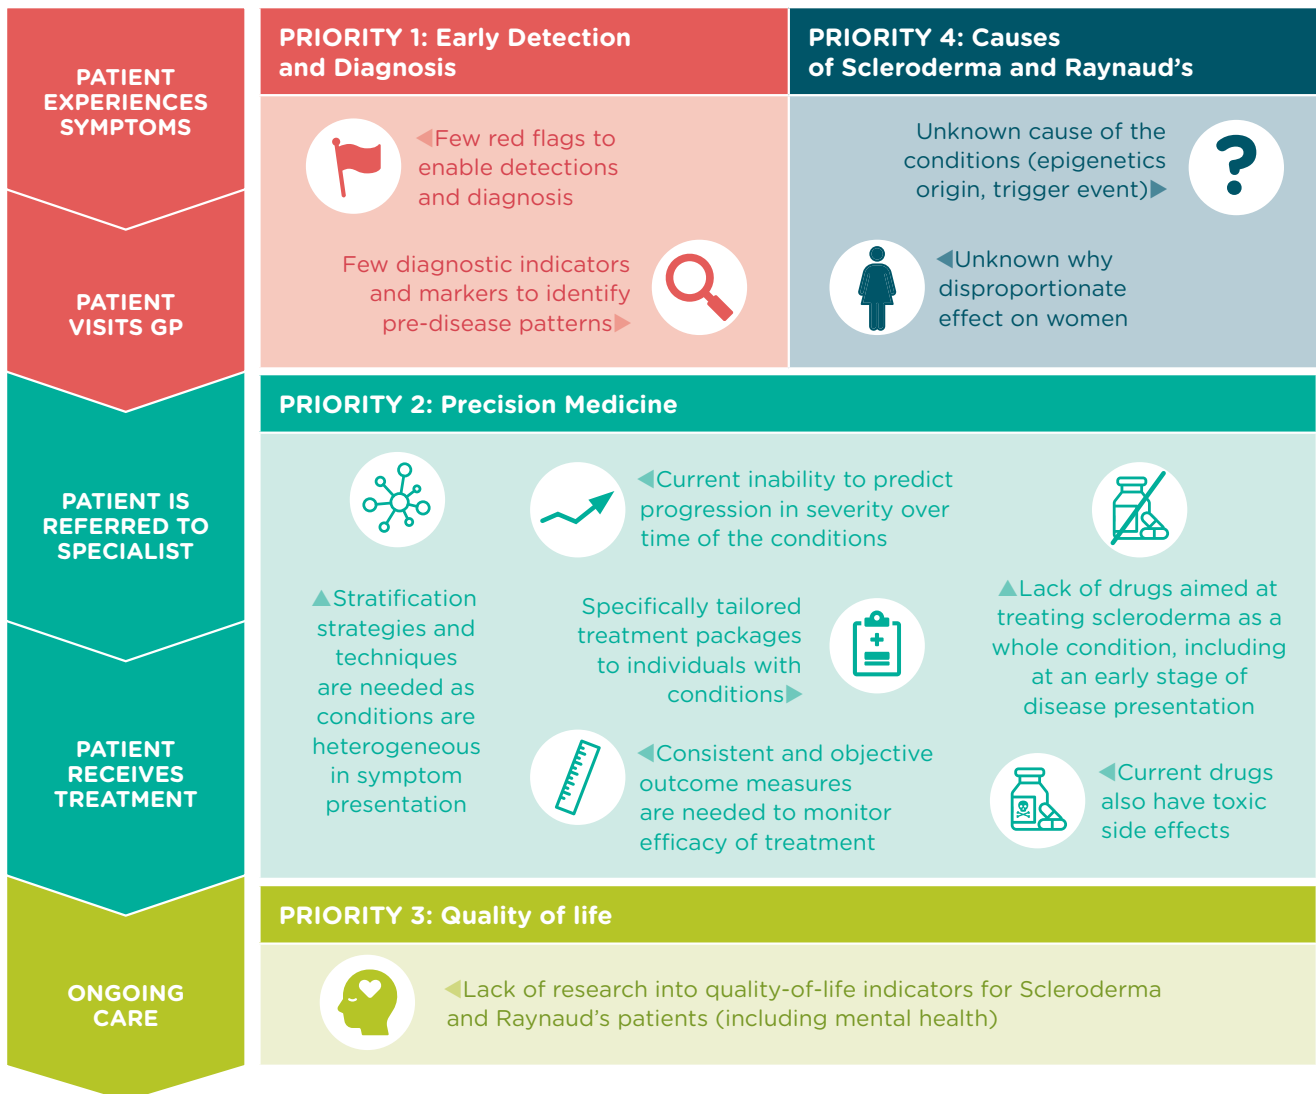 PATIENT
EXPERIENCES
SYMPTOMS
PATIENT
VISITS GP
PATIENT IS
REFERRED TO
SPECIALIST
PATIENT
RECEIVES
TREATMENT
ONGOING
CARE
PRIORITY 1: Early Detection
and Diagnosis
Few red flags to
enable detections
and diagnosis
Few diagnostic indicators
and markers to identify
pre-disease patterns
PRIORITY 4: Causes
of Scleroderma and Raynaud’s
Unknown cause of the
conditions (epigenetics
origin, trigger event)
?
Unknown why
disproportionate
effect on women
PRIORITY 2: Precision Medicine
Stratification
strategies and
techniques
are needed as
conditions are
heterogeneous
in symptom
presentation
Current inability to predict
progression in severity over
time of the conditions
Specifically tailored
treatment packages
to individuals with
conditions
Consistent and objective
outcome measures
are needed to monitor
efficacy of treatment
Lack of drugs aimed at
treating scleroderma as a
whole condition, including
at an early stage of
disease presentation
Current drugs
also have toxic
side effects
PRIORITY 3: Quality of life
Lack of research into quality-of-life indicators for Scleroderma
and Raynaud’s patients (including mental health)